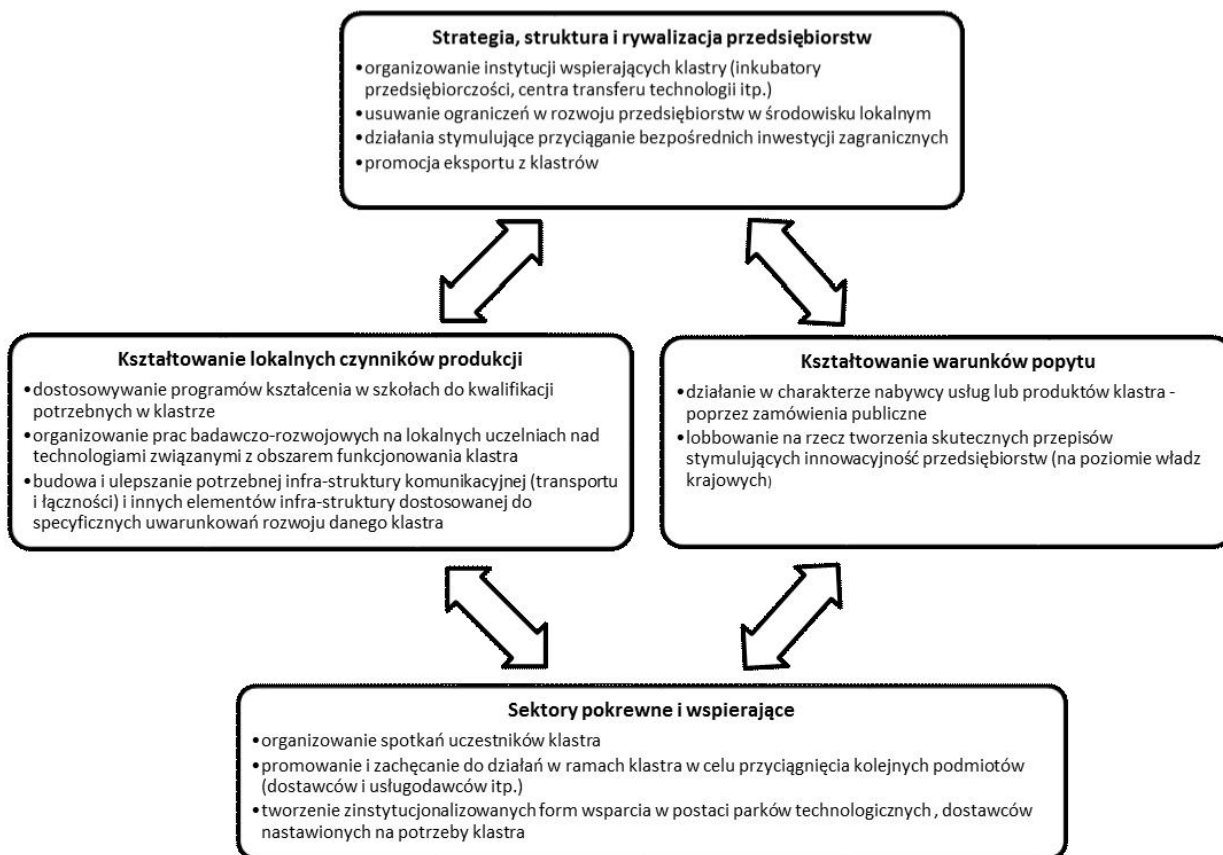 Strategia, struktura i rywalizacja przedsiębiorstw
•organizowanie instytucji wspierających klastry (inkubatory
przedsiębiorczości, centra transferu technologii itp.)
•usuwanie ograniczeń w rozwoju przedsiębiorstw w środowisku lokalnym
•działania stymulujące przyciąganie bezpośrednich inwestycji zagranicznych
•promocja eksportu z klastrów
Kształtowanie lokalnych czynników produkcji
•dostosowywanie programów kształcenia w szkołach do kwalifikacji
potrzebnych w klastrze
•organizowanie prac badawczo-rozwojowych na lokalnych uczelniach nad
technologiami związanymi z obszarem funkcjonowania klastra
•budowa i ulepszanie potrzebnej infra-struktury komunikacyjnej (transportu
i łączności) i innych elementów infra-struktury dostosowanej do
specyficznych uwarunkowań rozwoju danego klastra
Kształtowanie warunków popytu
•działanie w charakterze nabywcy usług lub produktów klastra -
poprzez zamówienia publiczne
•lobbowanie na rzecz tworzenia skutecznych przepisów
stymulujących innowacyjność przedsiębiorstw (na poziomie władz
krajowych)
Sektory pokrewne i wspierające
•organizowanie spotkań uczestników klastra
•promowanie i zachęcanie do działań w ramach klastra w celu przyciągnięcia kolejnych podmiotów
(dostawców i usługodawców itp.)
•tworzenie zinstytucjonalizowanych form wsparcia w postaci parków technologicznych , dostawców
nastawionych na potrzeby klastra